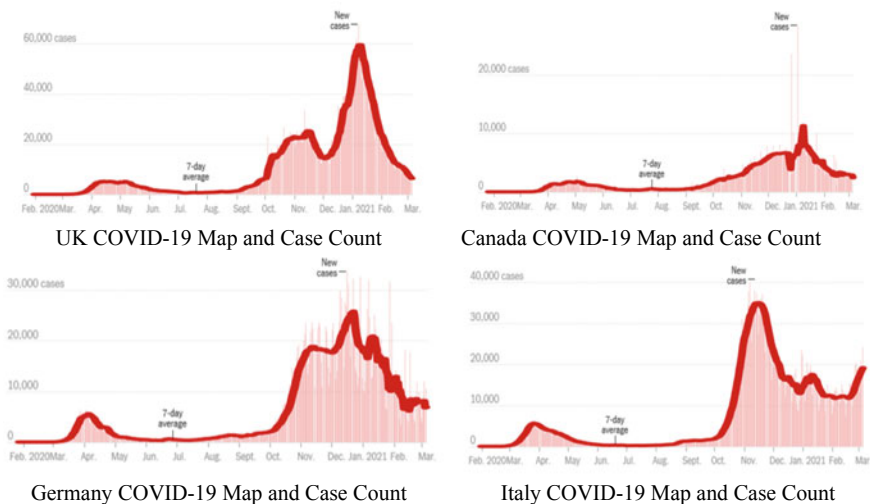 New
cases
60,000 cases
40,000
20,000
7-day
average
0
Feb. 2020Mar. Apr. May Jun. Jul. Aug. Sept. Oct. Nov. Dec. Jan. 2021 Feb. Mar.
UK COVID-19 Map and Case Count
New
cases
20,000 cases
10,000
7-day
average
0
Feb. 2020Mar. Apr. May Jun. Jul. Aug. Sept. Oct. Nov. Dec. Jan. 2021 Feb. Mar.
Canada COVID-19 Map and Case Count
New
cases
30,000 cases
20,000
10,000
7-day
average
0
Feb. 2020Mar. Apr. May Jun. Jul. Aug. Sept. Oct. Nov. Dec. Jan. 2021 Feb. Mar.
Germany COVID-19 Map and Case Count
New
cases
40,000 cases
30,000
20,000
10,000
7-day
average
0
Feb. 2020Mar. Apr. May Jun. Jul. Aug. Sept. Oct. Nov. Dec. Jan. 2021 Feb. Mar.
Italy COVID-19 Map and Case Count